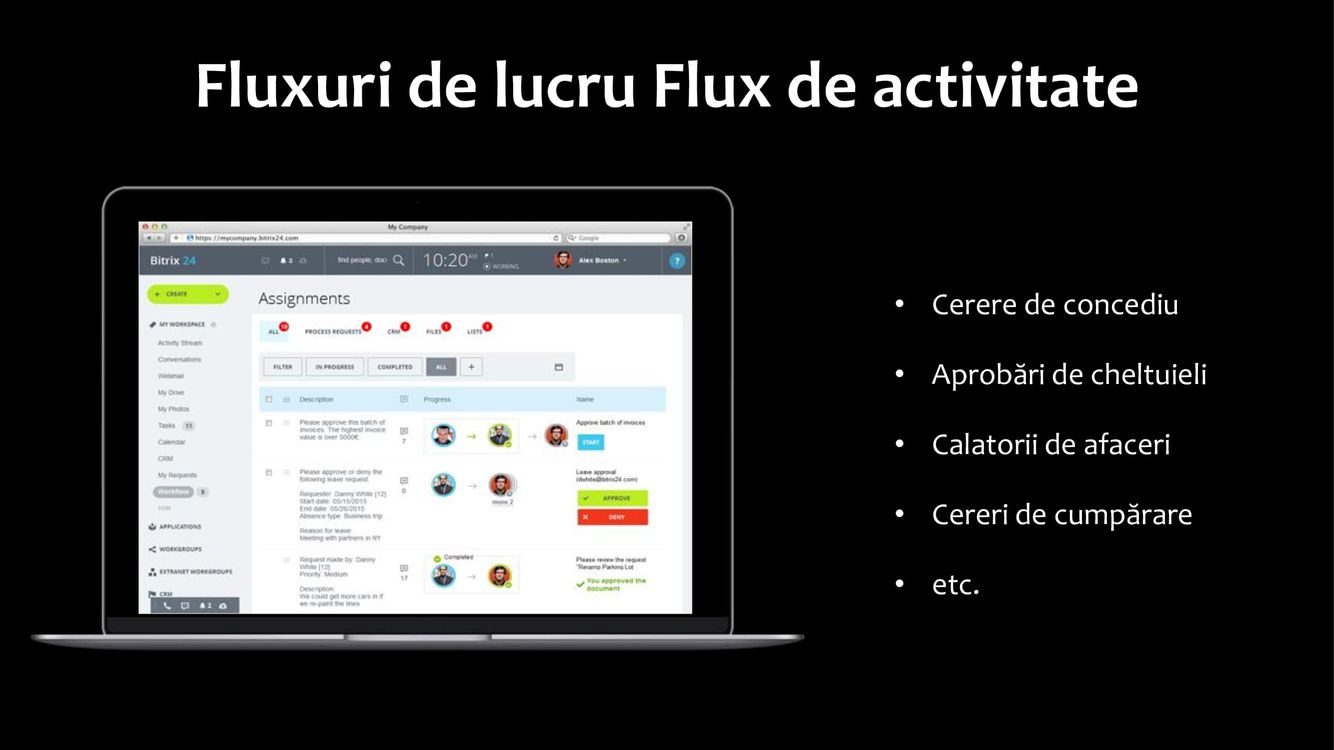 Fluxuri de lucru Flux de activitate
My Company
https://mycompany.bitrix24.com
Google
Bitrix 24
2
find people, doc
10:20 AM
1
WORKING
Alex Boston
?
+ CREATE
MY WORKSPACE
Activity Stream
Conversations
Webmail
My Drive
My Photos
Tasks 11
Calendar
CRM
My Requests
Workflow 9
Hide
APPLICATIONS
WORKGROUPS
EXTRANET WORKGROUPS
CRM
2
Assignments
ALL
PROCESS REQUESTS 4
CRM 1
FILES 1
LISTS 1
FILTER
IN PROGRESS
COMPLETED
ALL
+
Description
Progress
Name
Please approve this batch of
invoices. The highest invoice
value is over 5000€.
7
Approve batch of invoices
START
Please approve or deny the
following leave request
Requester: Danny White [12]
Start date: 05/15/2015
End date: 05/26/2015
Absence type: Business trip
Reason for leave:
Meeting with partners in NY
0
more 2
Leave approval
(dwhite@bitrix24.com)
APPROVE
DENY
Request made by: Danny
White [12]
Priority: Medium
Description:
We could get more cars in if
we re-paint the lines
17
Completed
Please review the request
"Revamp Parking Lot
You approved the
document
• Cerere de concediu
• Aprobări de cheltuieli
• Calatorii de afaceri
• Cereri de cumpărare
• etc.